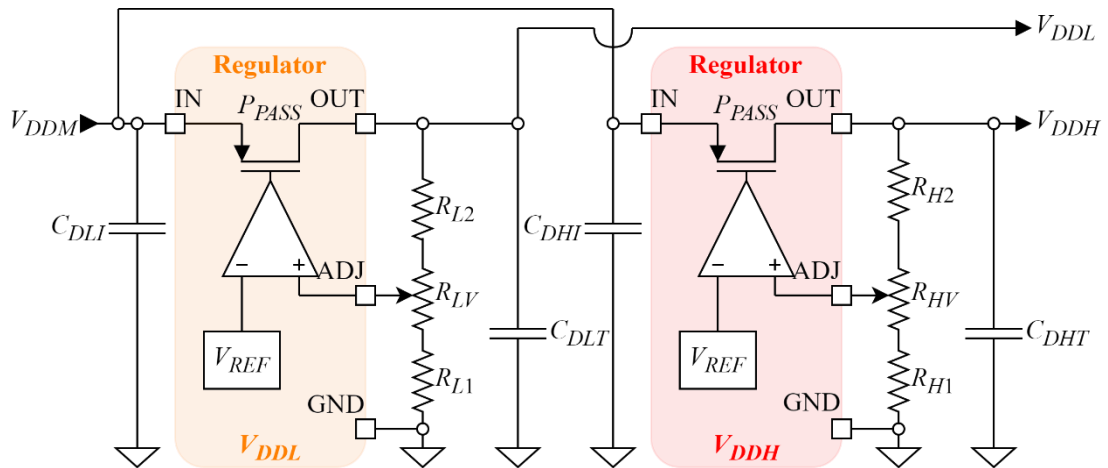 V_DDL
Regulator
Regulator
IN
P_PASS
OUT
IN
P_PASS
OUT
V_DDM
V_DDH
R_L2
R_H2
C_DLI
C_DHI
−
+
ADJ
−
+
ADJ
R_LV
R_HV
C_DLT
C_DHT
V_REF
V_REF
R_L1
R_H1
GND
GND
V_DDL
V_DDH